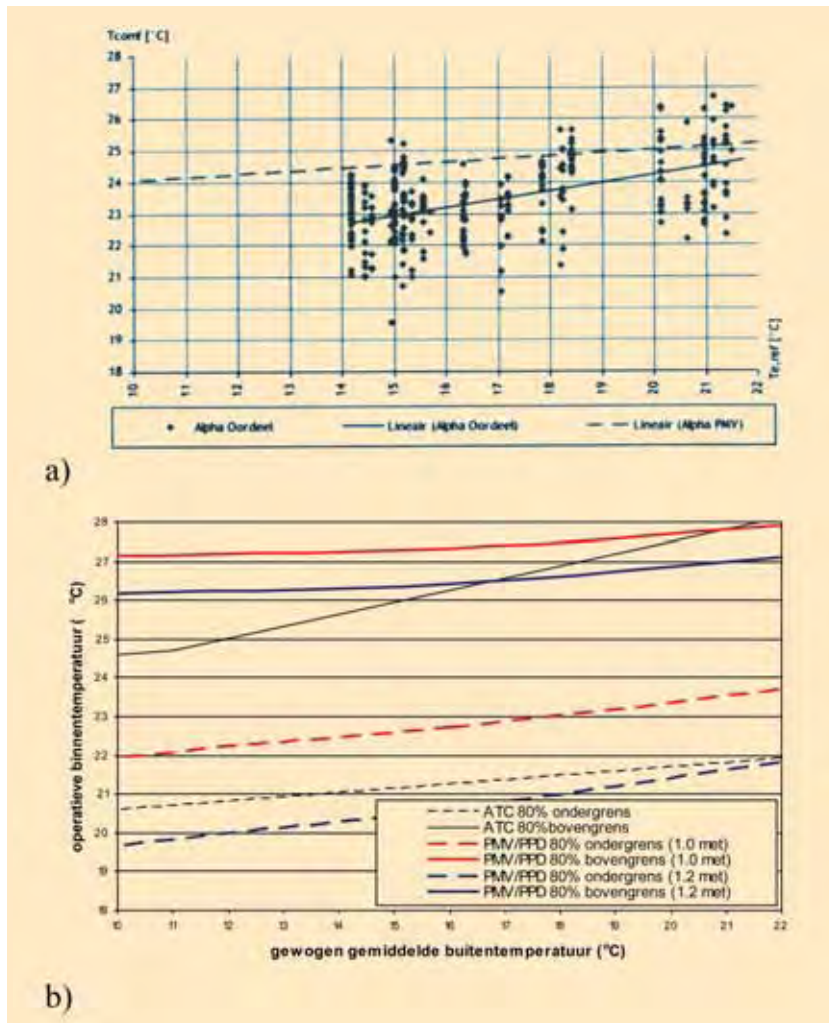 Tcomf [°C]
28
27
26
25
24
23
22
21
20
19
18
10
11
12
13
14
15
16
17
18
19
20
21
22
Te,ref [°C]
Alpha Oordeel
Lineair (Alpha Oordeel)
Lineair (Alpha PMV)
a)
operatieve binnentemperatuur ( °C)
28
27
26
25
24
23
22
21
20
19
18
ATC 80% ondergrens
ATC 80%bovengrens
PMV/PPD 80% ondergrens (1.0 met)
PMV/PPD 80% bovengrens (1.0 met)
PMV/PPD 80% ondergrens (1.2 met)
PMV/PPD 80% bovengrens (1.2 met)
10 11 12 13 14 15 16 17 18 19 20 21 22
gewogen gemiddelde buitentemperatuur (°C)
b)